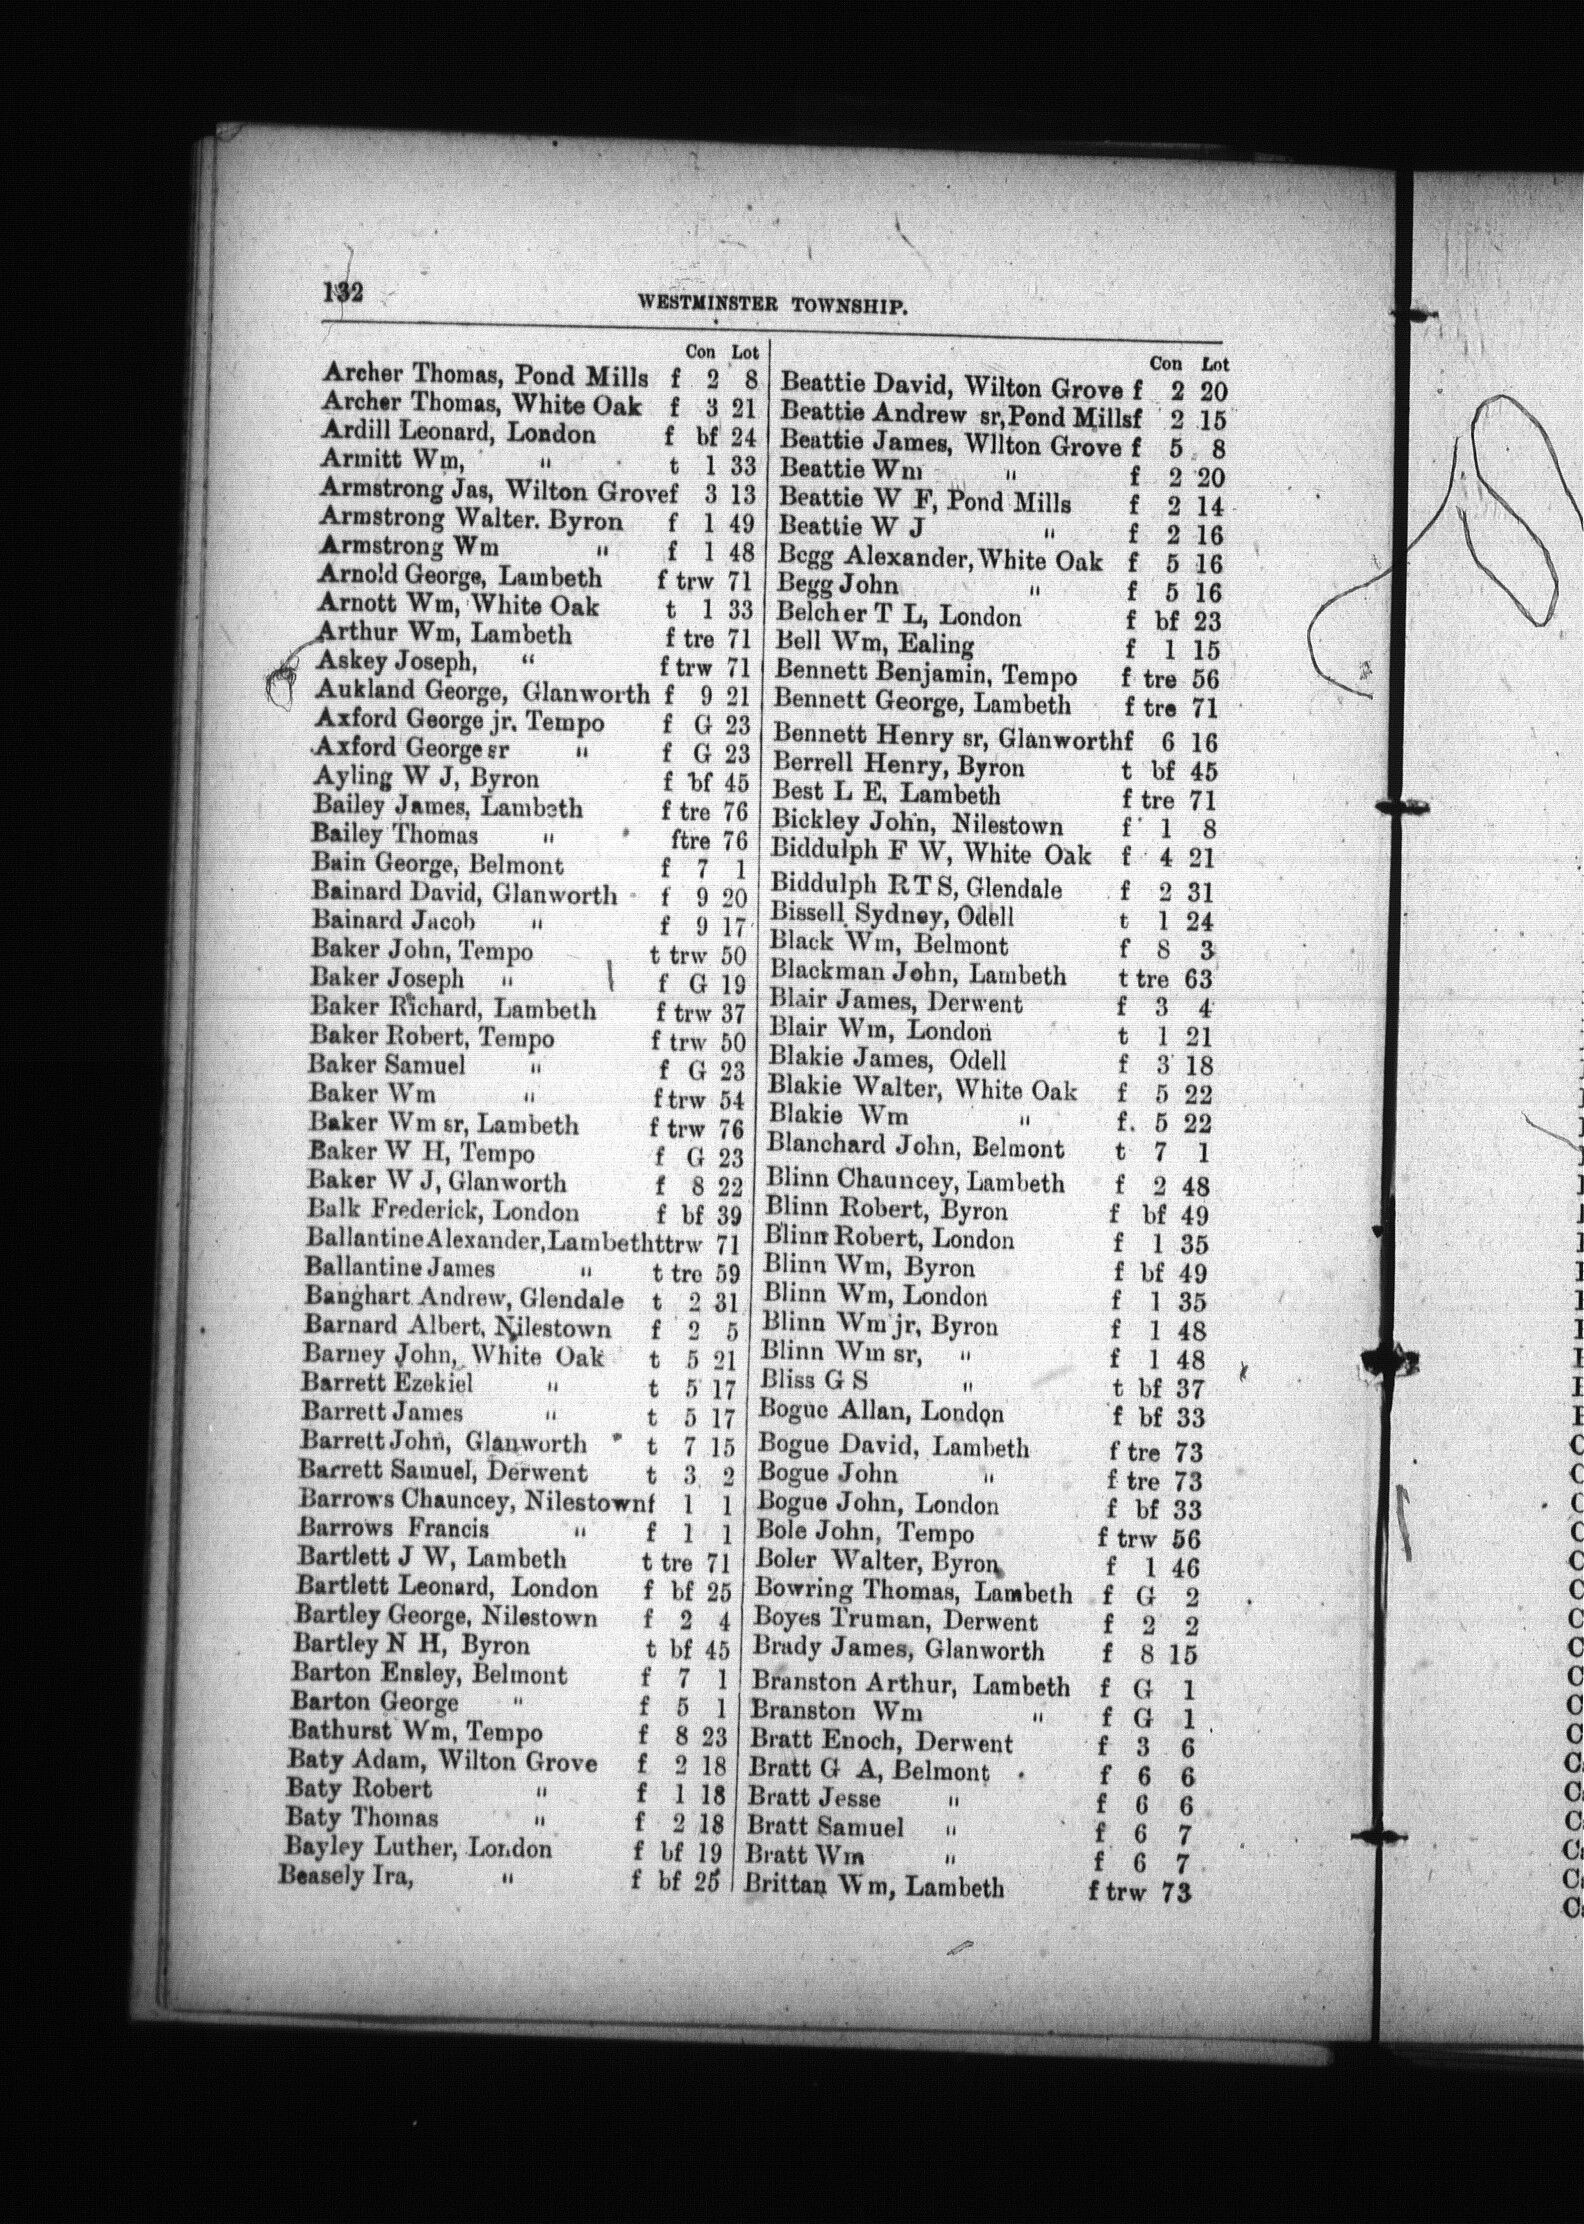 132
WESTMINSTER TOWNSHIP.
Con Lot
Archer Thomas, Pond Mills f 2 8
Archer Thomas, White Oak f 3 21
Ardill Leonard, London f bf 24
Armitt Wm, " t 1 33
Armstrong Jas, Wilton Grovef 3 13
Armstrong Walter. Byron f 1 49
Armstrong Wm " f 1 48
Arnold George, Lambeth f trw 71
Arnott Wm, White Oak t 1 33
Arthur Wm, Lambeth f tre 71
Askey Joseph, " f trw 71
Aukland George, Glanworth f 9 21
Axford George jr. Tempo f G 23
Axford George sr " f G 23
Ayling W J, Byron f bf 45
Bailey James, Lambeth f tre 76
Bailey Thomas " ftre 76
Bain George, Belmont f 7 1
Bainard David, Glanworth f 9 20
Bainard Jacob " f 9 17
Baker John, Tempo t trw 50
Baker Joseph " f G 19
Baker Richard, Lambeth f trw 37
Baker Robert, Tempo f trw 50
Baker Samuel " f G 23
Baker Wm " f trw 54
Baker Wm sr, Lambeth f trw 76
Baker W H, Tempo f G 23
Baker W J, Glanworth f 8 22
Balk Frederick, London f bf 39
Ballantine Alexander, Lambethttrw 71
Ballantine James " t tre 59
Banghart Andrew, Glendale t 2 31
Barnard Albert, Nilestown f 2 5
Barney John, White Oak t 5 21
Barrett Ezekiel " t 5 17
Barrett James " t 5 17
Barrett John, Glanworth t 7 15
Barrett Samuel, Derwent t 3 2
Barrows Chauncey, Nilestownf 1 1
Barrows Francis " f 1 1
Bartlett J W, Lambeth t tre 71
Bartlett Leonard, London f bf 25
Bartley George, Nilestown f 2 4
Bartley N H, Byron t bf 45
Barton Ensley, Belmont f 7 1
Barton George " f 5 1
Bathurst Wm, Tempo f 8 23
Baty Adam, Wilton Grove f 2 18
Baty Robert " f 1 18
Baty Thomas " f 2 18
Bayley Luther, London f bf 19
Beasely Ira, " f bf 25
Con Lot
Beattie David, Wilton Grove f 2 20
Beattie Andrew sr, Pond Millsf 2 15
Beattie James, Wllton Grove f 5 8
Beattie Wm " f 2 20
Beattie W F, Pond Mills f 2 14
Beattie W J " f 2 16
Begg Alexander, White Oak f 5 16
Begg John " f 5 16
Belcher T L, London f bf 23
Bell Wm, Ealing f 1 15
Bennett Benjamin, Tempo f tre 56
Bennett George, Lambeth f tre 71
Bennett Henry sr, Glanworthf 6 16
Berrell Henry, Byron t bf 45
Best L E, Lambeth f tre 71
Bickley John, Nilestown f 1 8
Biddulph F W, White Oak f 4 21
Biddulph R T S, Glendale f 2 31
Bissell Sydney, Odell t 1 24
Black Wm, Belmont f 8 3
Blackman John, Lambeth t tre 63
Blair James, Derwent f 3 4
Blair Wm, London t 1 21
Blakie James, Odell f 3 18
Blakie Walter, White Oak f 5 22
Blakie Wm " f. 5 22
Blanchard John, Belmont t 7 1
Blinn Chauncey, Lambeth f 2 48
Blinn Robert, Byron f bf 49
Blinn Robert, London f 1 35
Blinn Wm, Byron f bf 49
Blinn Wm, London f 1 35
Blinn Wm jr, Byron f 1 48
Blinn Wm sr, " f 1 48
Bliss G S " t bf 37
Bogue Allan, London f bf 33
Bogue David, Lambeth f tre 73
Bogue John " f tre 73
Bogue John, London f bf 33
Bole John, Tempo f trw 56
Boler Walter, Byron f 1 46
Bowring Thomas, Lambeth f G 2
Boyes Truman, Derwent f 2 2
Brady James, Glanworth f 8 15
Branston Arthur, Lambeth f G 1
Branston Wm " f G 1
Bratt Enoch, Derwent f 3 6
Bratt G A, Belmont f 6 6
Bratt Jesse " f 6 6
Bratt Samuel " f 6 7
Bratt Wm " f 6 7
Brittan Wm, Lambeth f trw 73